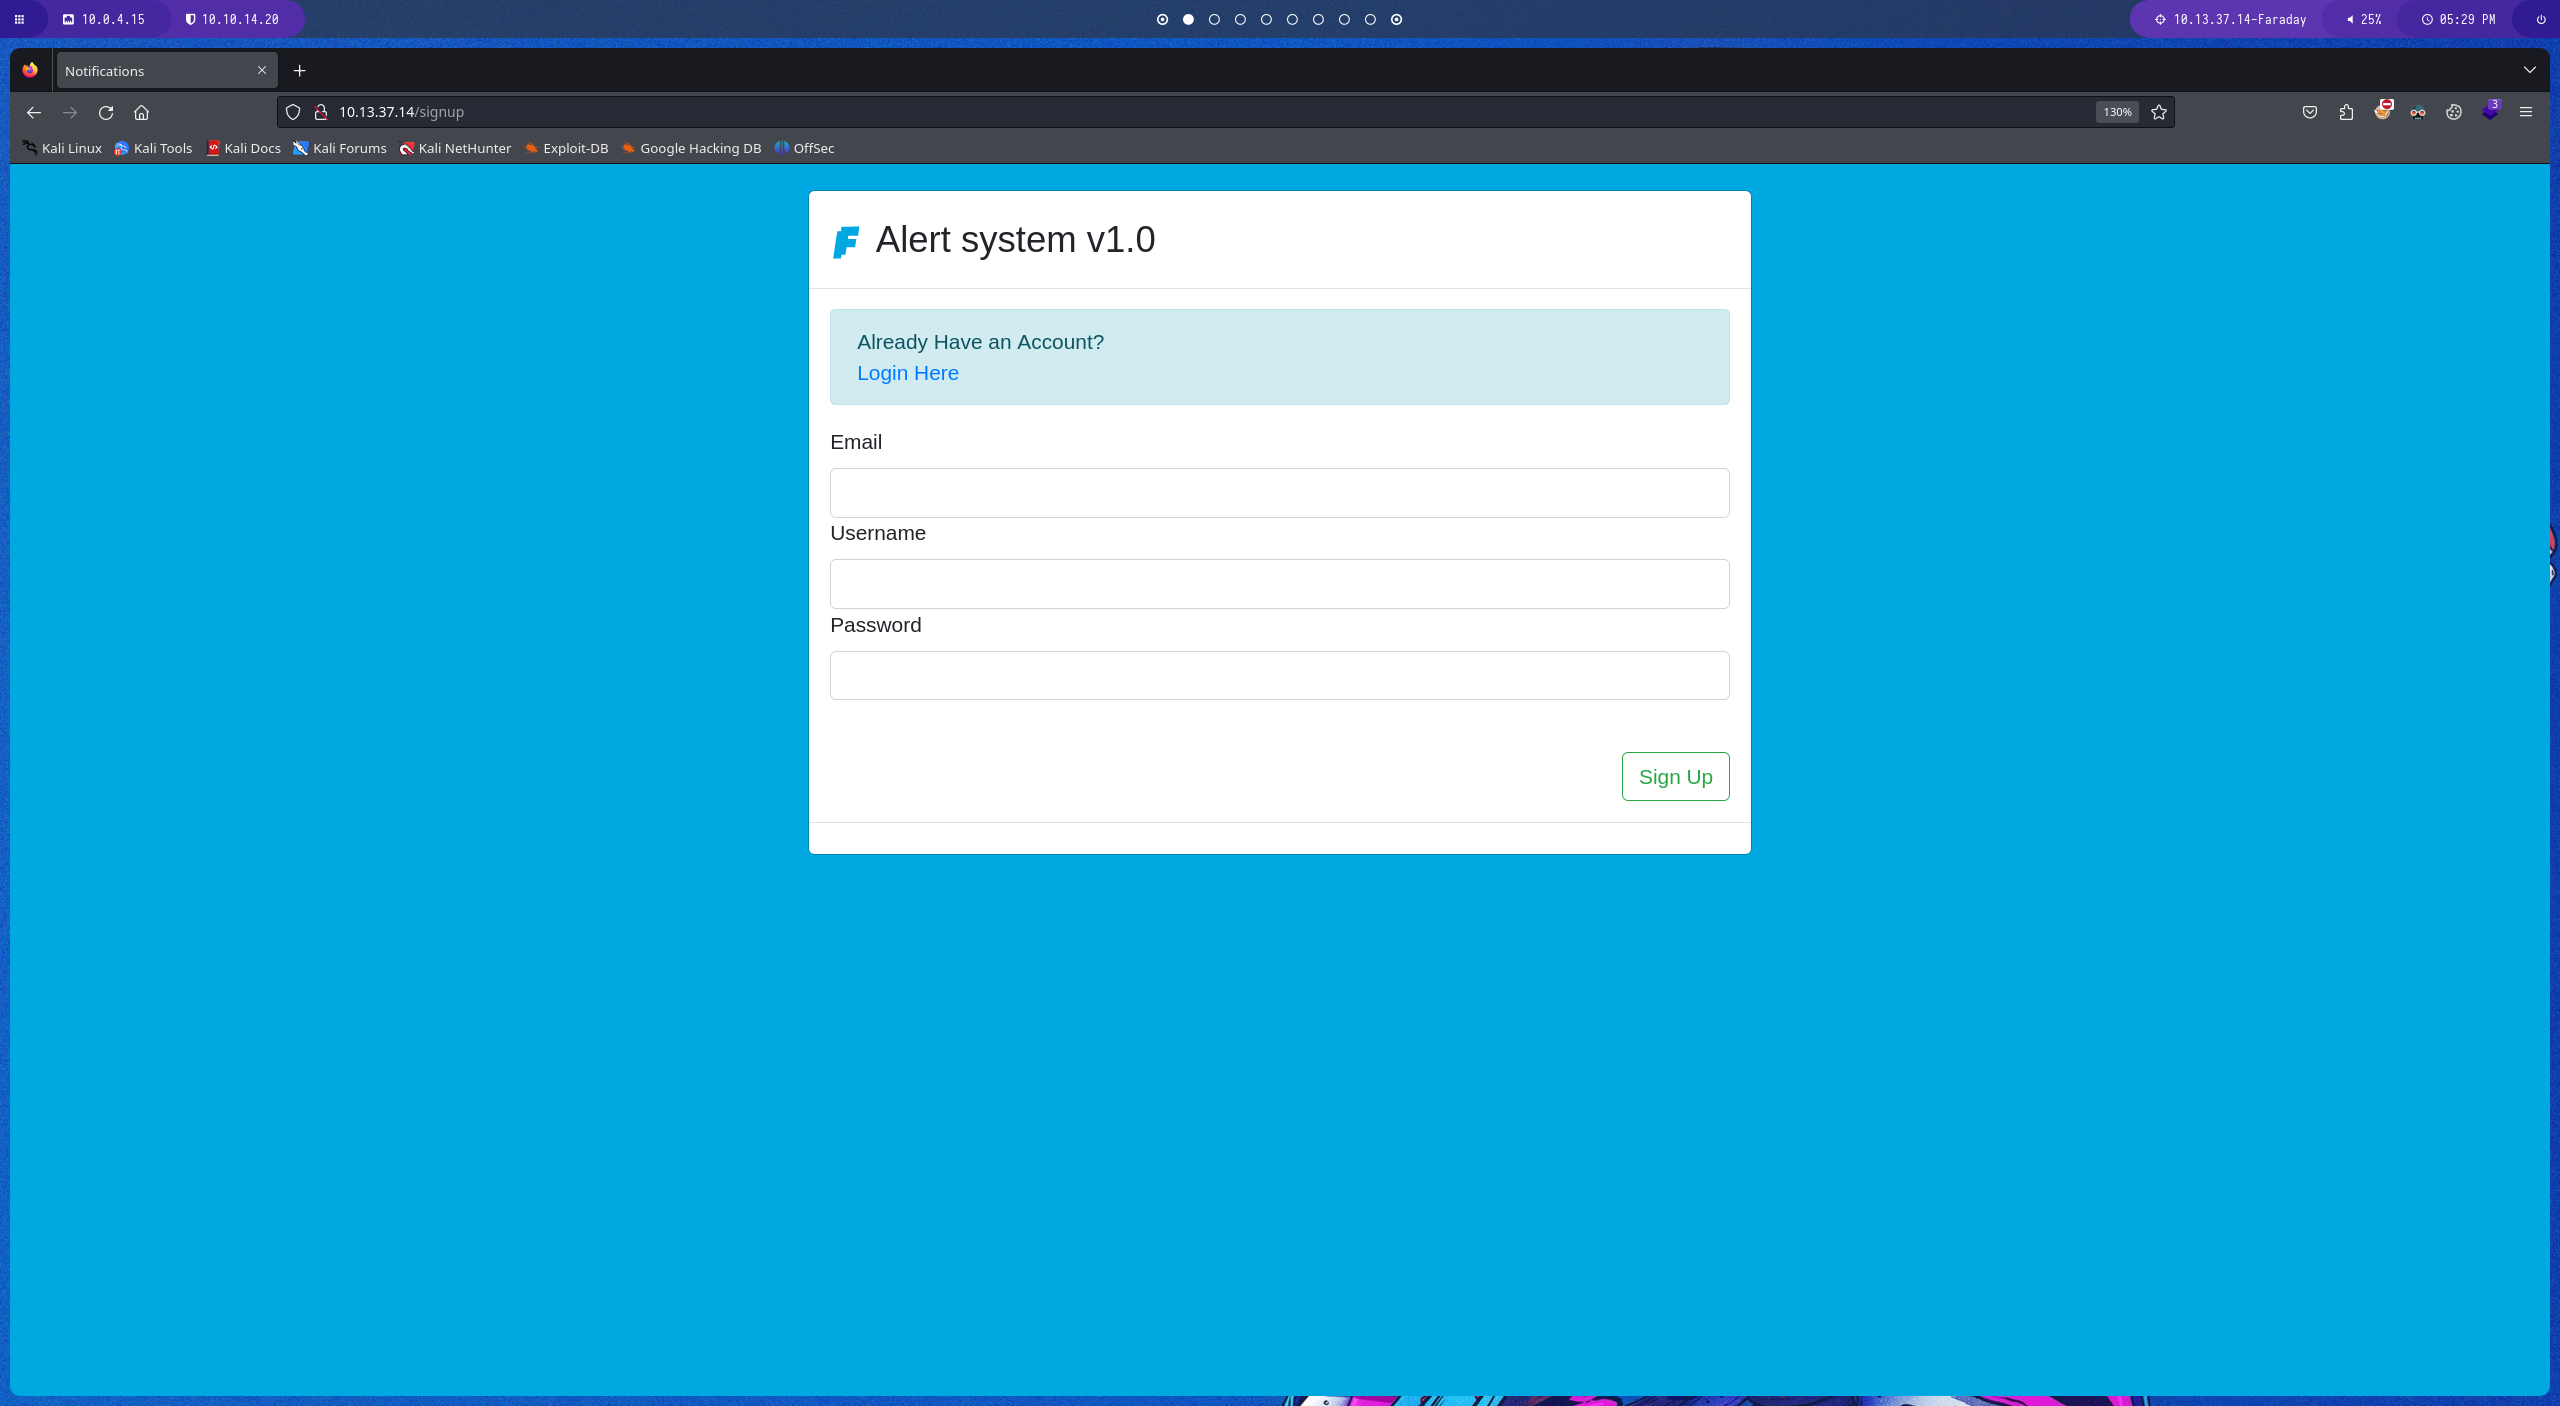 10.0.4.15 10.10.14.20 10.13.37.14-Faraday 25% 05:29 PM
Notifications
10.13.37.14/signup 130% 3
Kali Linux Kali Tools Kali Docs Kali Forums Kali NetHunter Exploit-DB Google Hacking DB OffSec
Alert system v1.0
Already Have an Account?
Login Here
Email
Username
Password
Sign Up